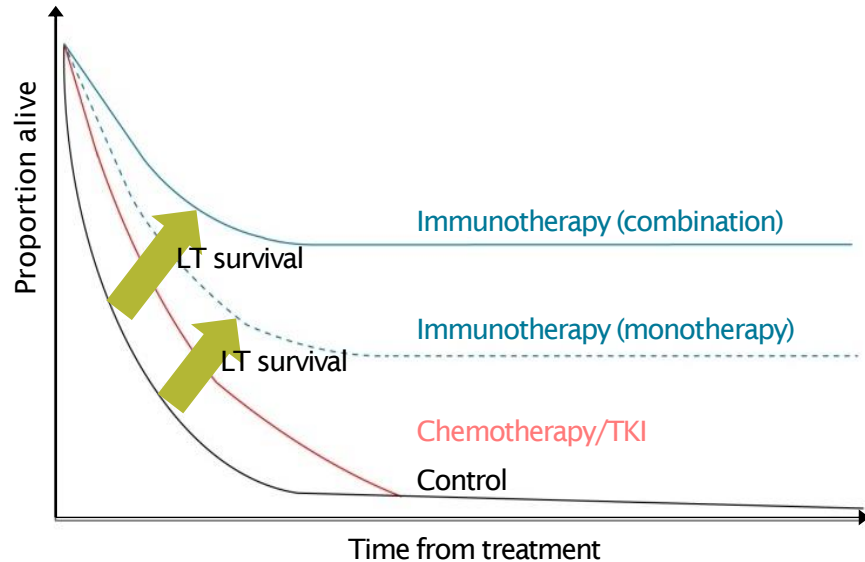 Proportion alive
Immunotherapy (combination)
LT survival
Immunotherapy (monotherapy)
LT survival
Chemotherapy/TKI
Control
Time from treatment